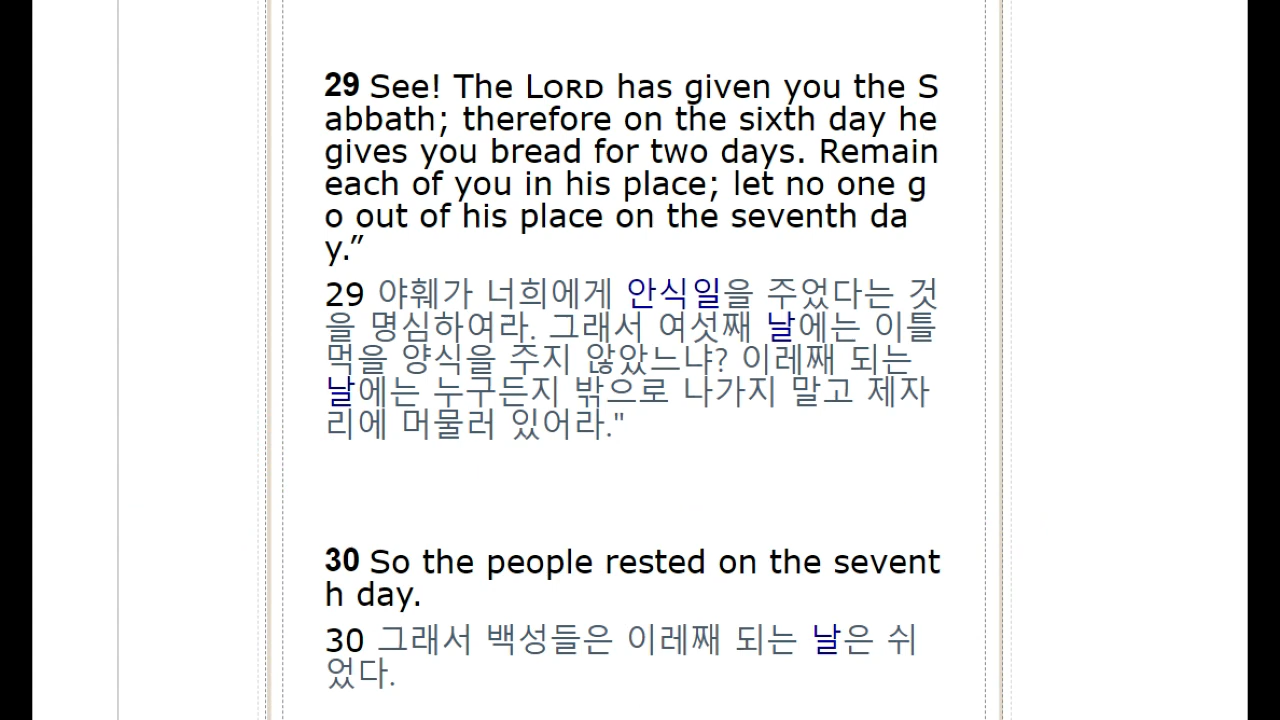 29 See! The LORD has given you the S
abbath; therefore on the sixth day he
gives you bread for two days. Remain
each of you in his place; let no one g
o out of his place on the seventh da
y.”
29 야훼가 너희에게 안식일을 주었다는 것
을 명심하여라. 그래서 여섯째 날에는 이틀
먹을 양식을 주지 않았느냐? 이레째 되는
날에는 누구든지 밖으로 나가지 말고 제자
리에 머물러 있어라."
30 So the people rested on the sevent
h day.
30 그래서 백성들은 이레째 되는 날은 쉬
었다.